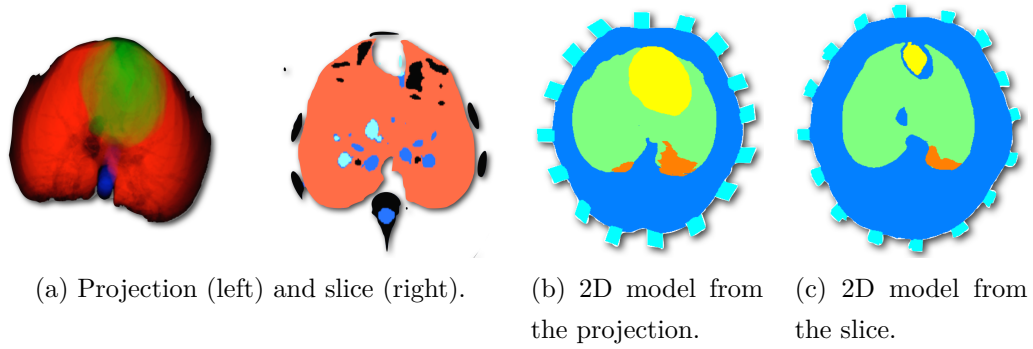 (a) Projection (left) and slice (right).
(b) 2D model from
the projection.
(c) 2D model from
the slice.